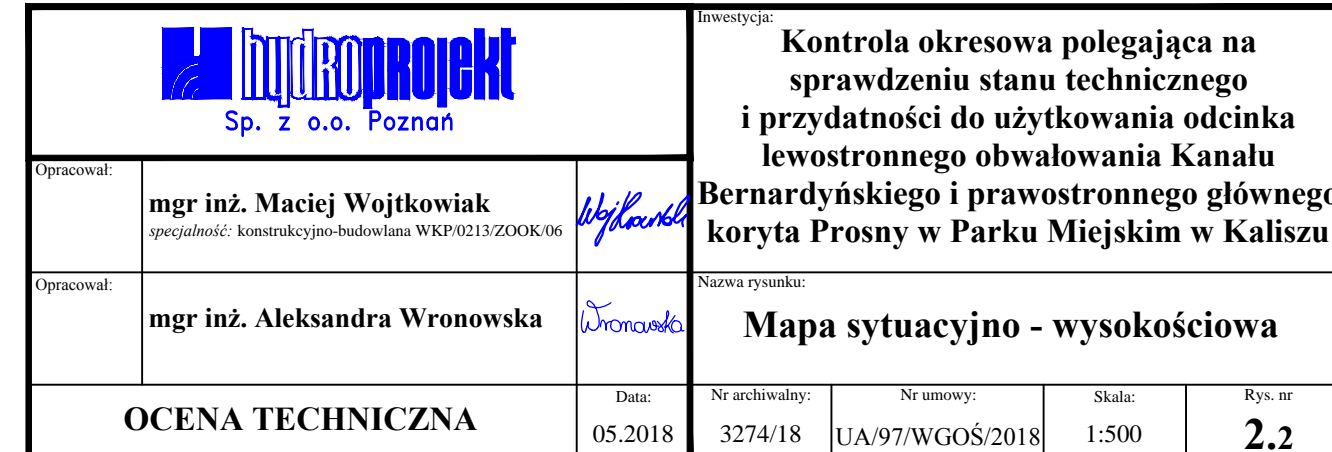 hydroprojekt
Sp. z o.o. Poznań
Inwestycja:
Kontrola okresowa polegająca na
sprawdzeniu stanu technicznego
i przydatności do użytkowania odcinka
lewostronnego obwałowania Kanału
Bernardyńskiego i prawostronnego głównego
koryta Prosny w Parku Miejskim w Kaliszu
Opracował:
mgr inż. Maciej Wojtkowiak
specjalność: konstrukcyjno-budowlana WKP/0213/ZOOK/06
Wojtkowiak
Opracował:
mgr inż. Aleksandra Wronowska
Wronowska
Nazwa rysunku:
Mapa sytuacyjno - wysokościowa
OCENA TECHNICZNA
Data:
05.2018
Nr archiwalny:
3274/18
Nr umowy:
UA/97/WGOŚ/2018
Skala:
1:500
Rys. nr
2.2